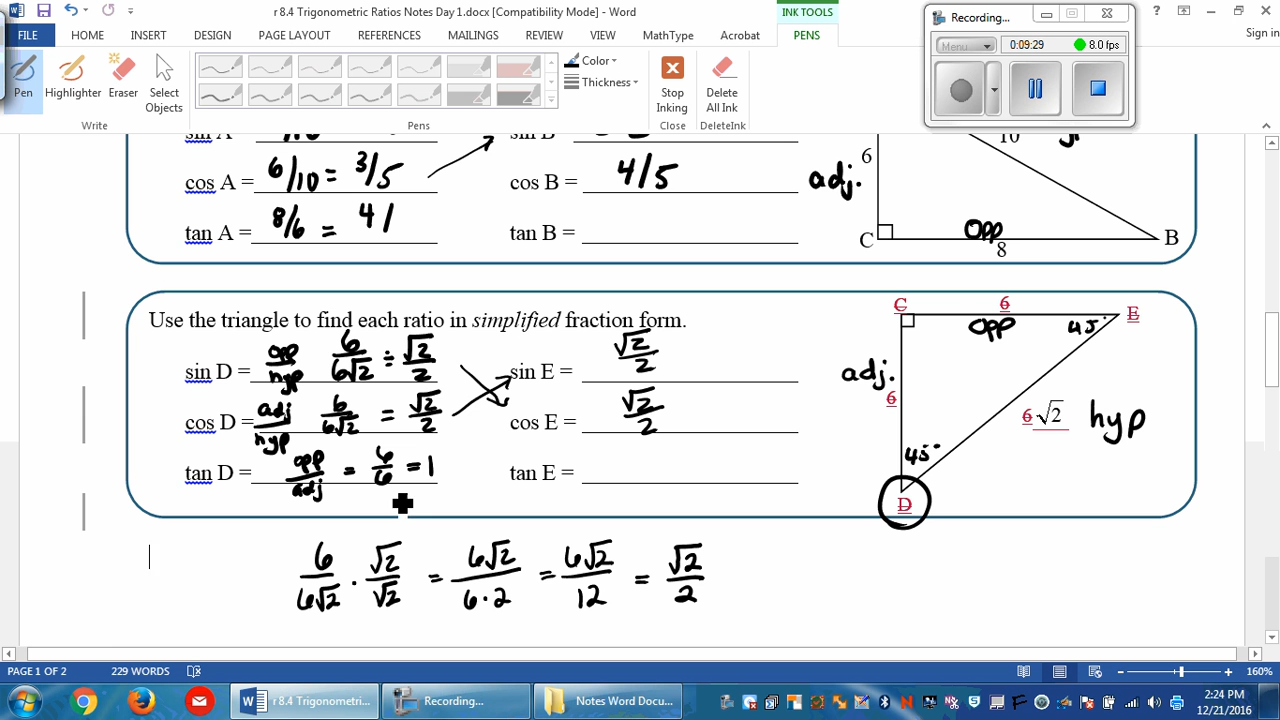 r 8.4 Trigonometric Ratios Notes Day 1.docx [Compatibility Mode] - Word
INK TOOLS
FILE HOME INSERT DESIGN PAGE LAYOUT REFERENCES MAILINGS REVIEW VIEW MathType Acrobat PENS
Sign in
Recording...
Menu 0:09:29 8.0 fps
Pen Highlighter Eraser Select Objects
Color
Thickness
Stop Inking
Delete All Ink
Write Pens Close DeleteInk
sin A sin B
cos A = 6/10 = 3/5 cos B = 4/5
tan A = 8/6 = 4/ tan B =
10
6
adj.
C Opp B
8
Use the triangle to find each ratio in simplified fraction form.
sin D = opp/hyp 6/6√2 = √2/2 sin E = √2/2
cos D = adj/hyp 6/6√2 = √2/2 cos E = √2/2
tan D = opp/adj = 6/6 = 1 tan E =
C 6 E
opp 45°
adj.
6
6√2 hyp
45°
D
6/6√2 · √2/√2 = 6√2/6·2 = 6√2/12 = √2/2
PAGE 1 OF 2 229 WORDS 160%
r 8.4 Trigonometri... Recording... Notes Word Docu...
2:24 PM
12/21/2016